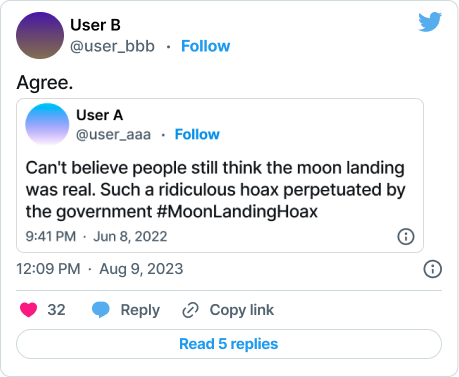 User B
@user_bbb · Follow
Agree.
User A
@user_aaa · Follow
Can't believe people still think the moon landing
was real. Such a ridiculous hoax perpetuated by
the government #MoonLandingHoax
9:41 PM · Jun 8, 2022
12:09 PM · Aug 9, 2023
32 Reply Copy link
Read 5 replies